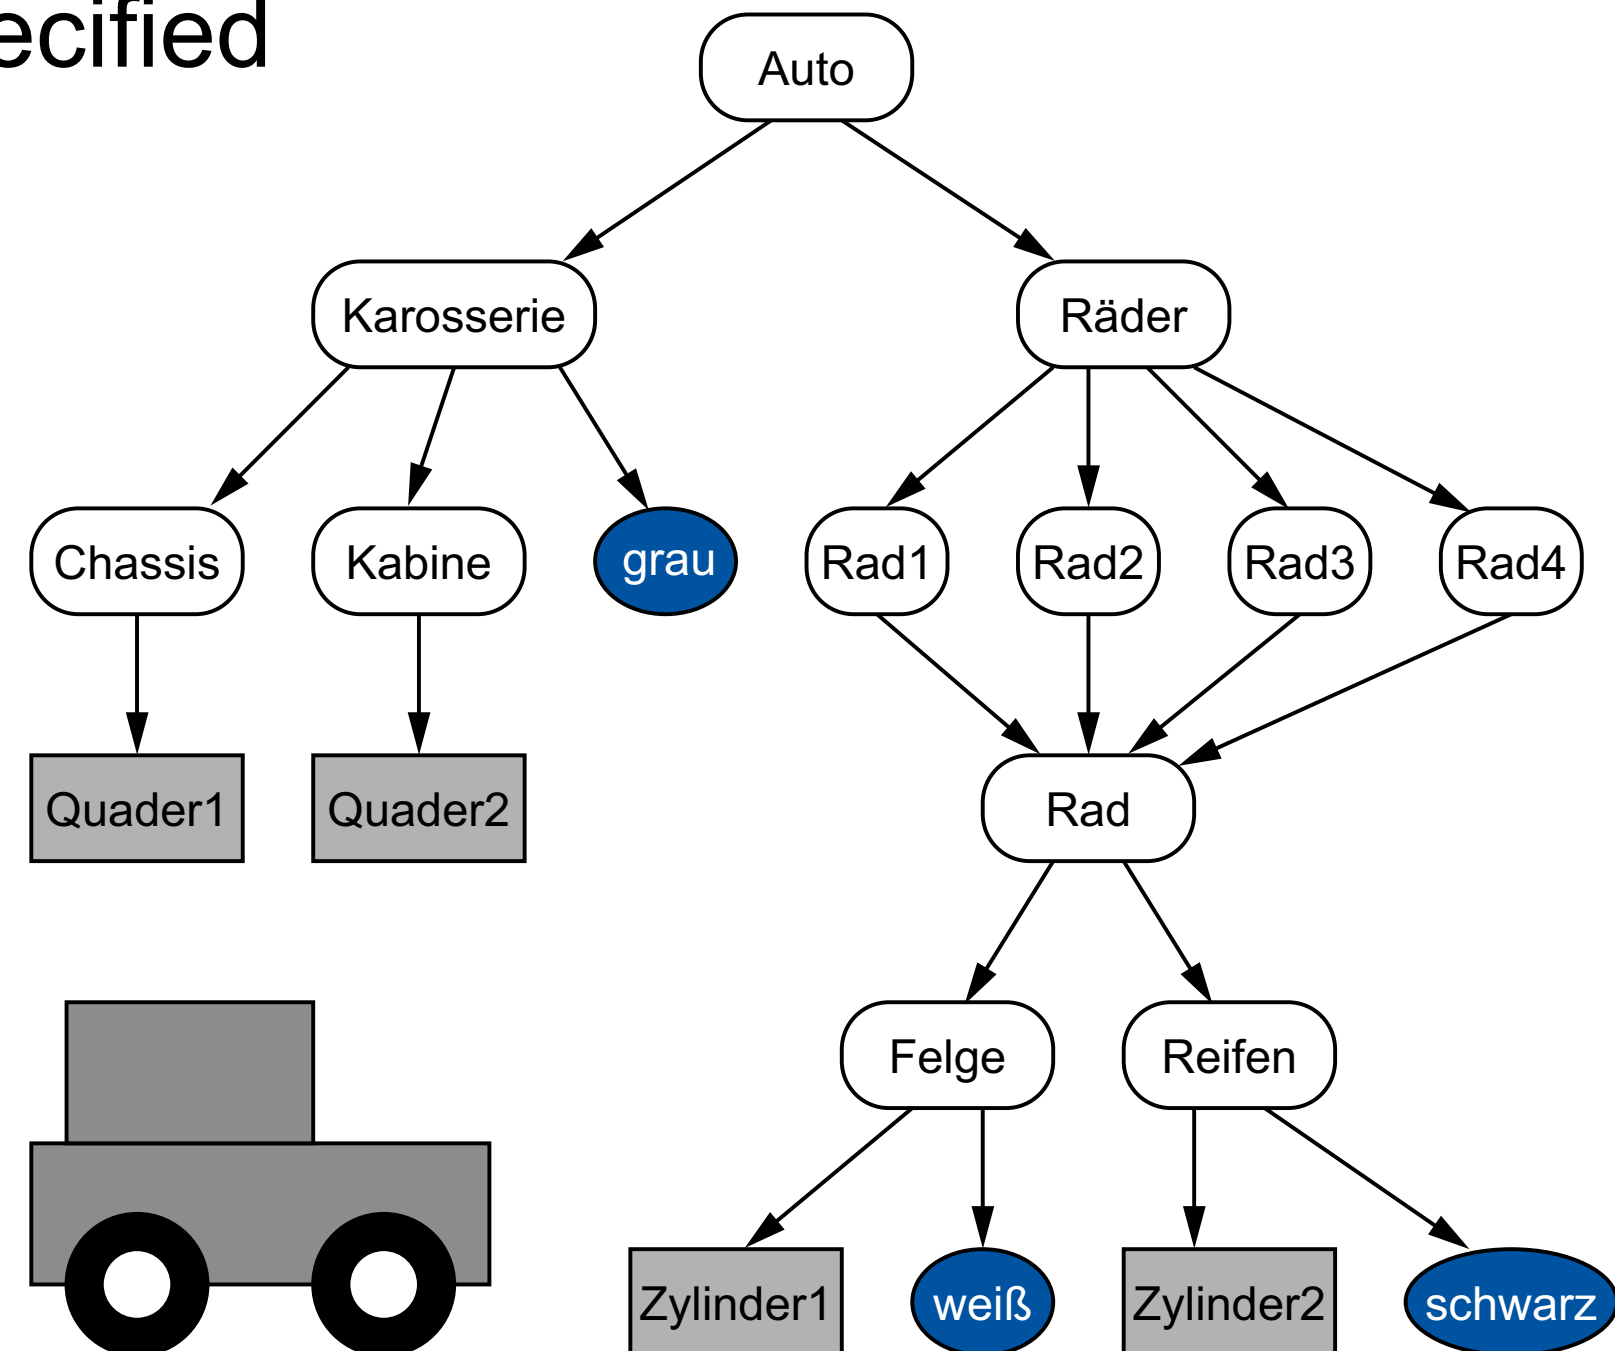 ecified
Auto
Karosserie
Räder
Chassis
Kabine
grau
Rad1
Rad2
Rad3
Rad4
Quader1
Quader2
Rad
Felge
Reifen
Zylinder1
weiß
Zylinder2
schwarz